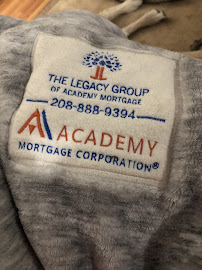 THE LEGACY GROUP
OF ACADEMY MORTGAGE
208-888-9394
ACADEMY
MORTGAGE CORPORATION®